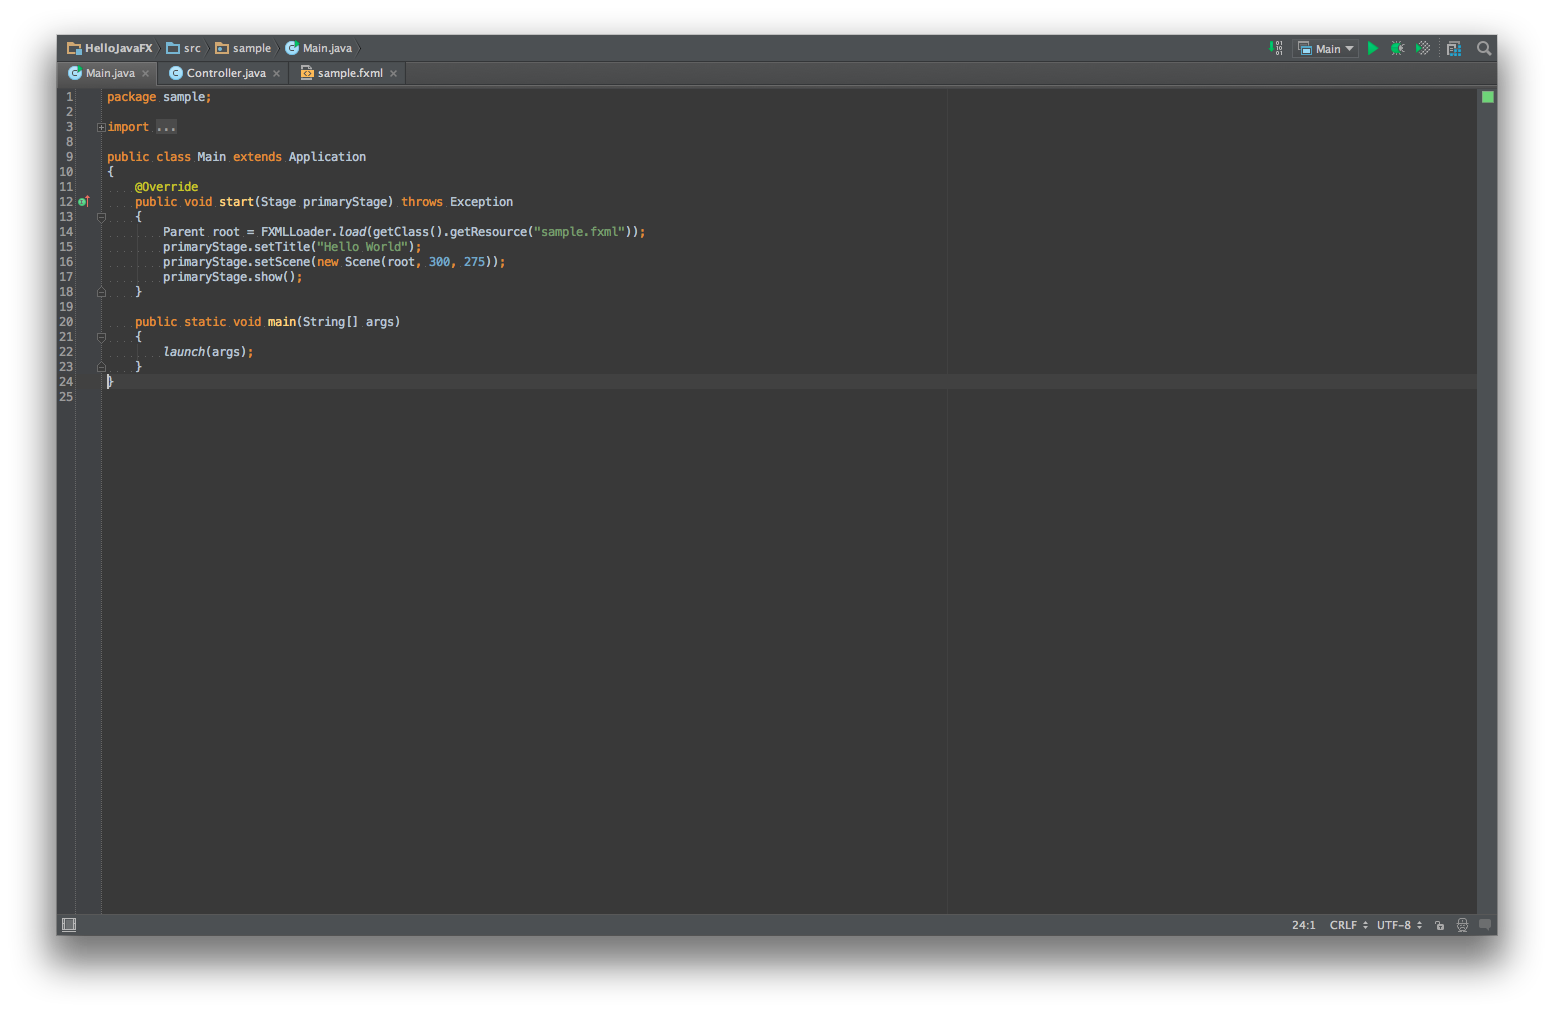 HelloJavaFX src sample Main.java Main
Main.java Controller.java sample.fxml
1 package sample;
2
3 import ...
8
9 public class Main extends Application
10 {
11 @Override
12 public void start(Stage primaryStage) throws Exception
13 {
14 Parent root = FXMLLoader.load(getClass().getResource("sample.fxml"));
15 primaryStage.setTitle("Hello World");
16 primaryStage.setScene(new Scene(root, 300, 275));
17 primaryStage.show();
18 }
19
20 public static void main(String[] args)
21 {
22 launch(args);
23 }
24 }
25
24:1 CRLF UTF-8